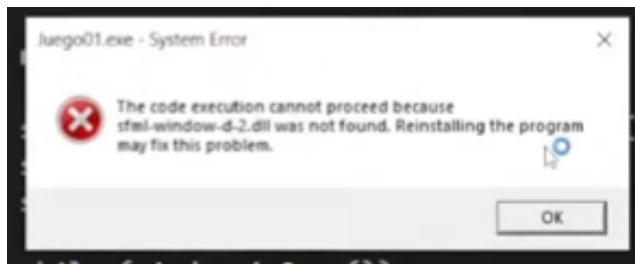 Juego01.exe - System Error
The code execution cannot proceed because
sfml-window-d-2.dll was not found. Reinstalling the program
may fix this problem.
OK